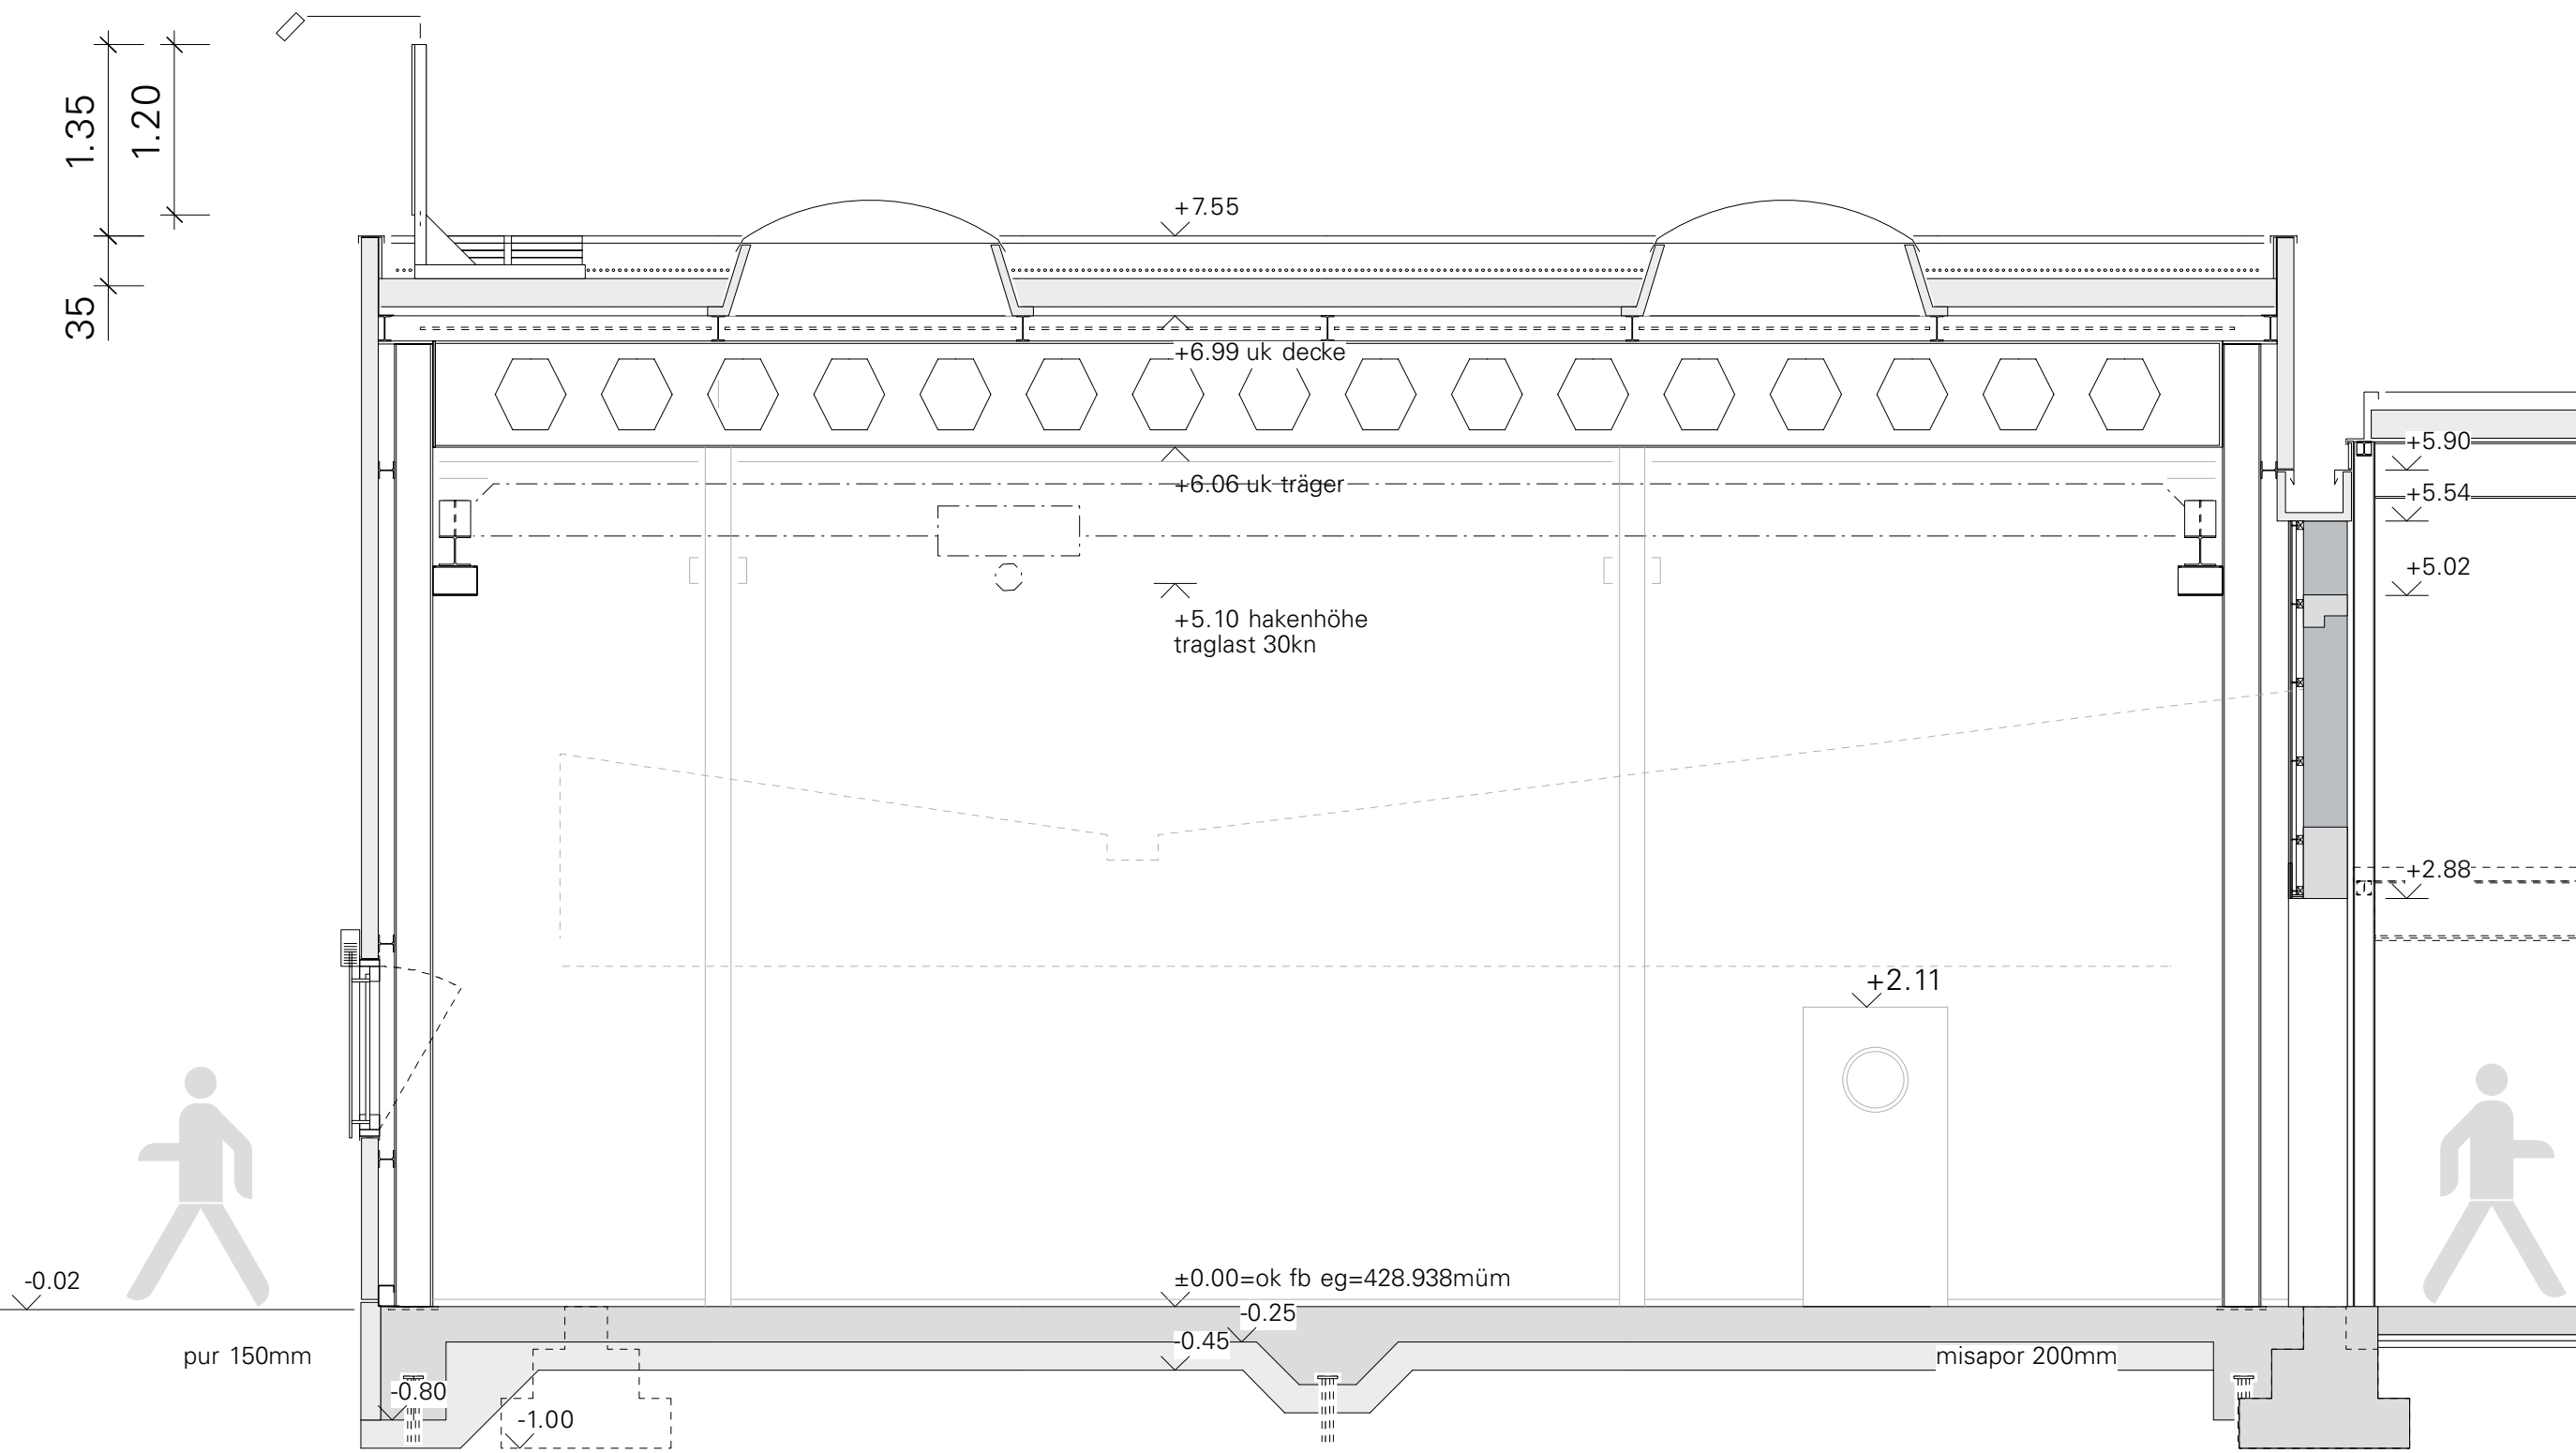 1.35
1.20
35
+7.55
+6.99 uk decke
+6.06 uk träger
+5.10 hakenhöhe
traglast 30kn
+5.90
+5.54
+5.02
+2.88
+2.11
-0.02
±0.00=ok fb eg=428.938müm
-0.25
-0.45
pur 150mm
misapor 200mm
-0.80
-1.00